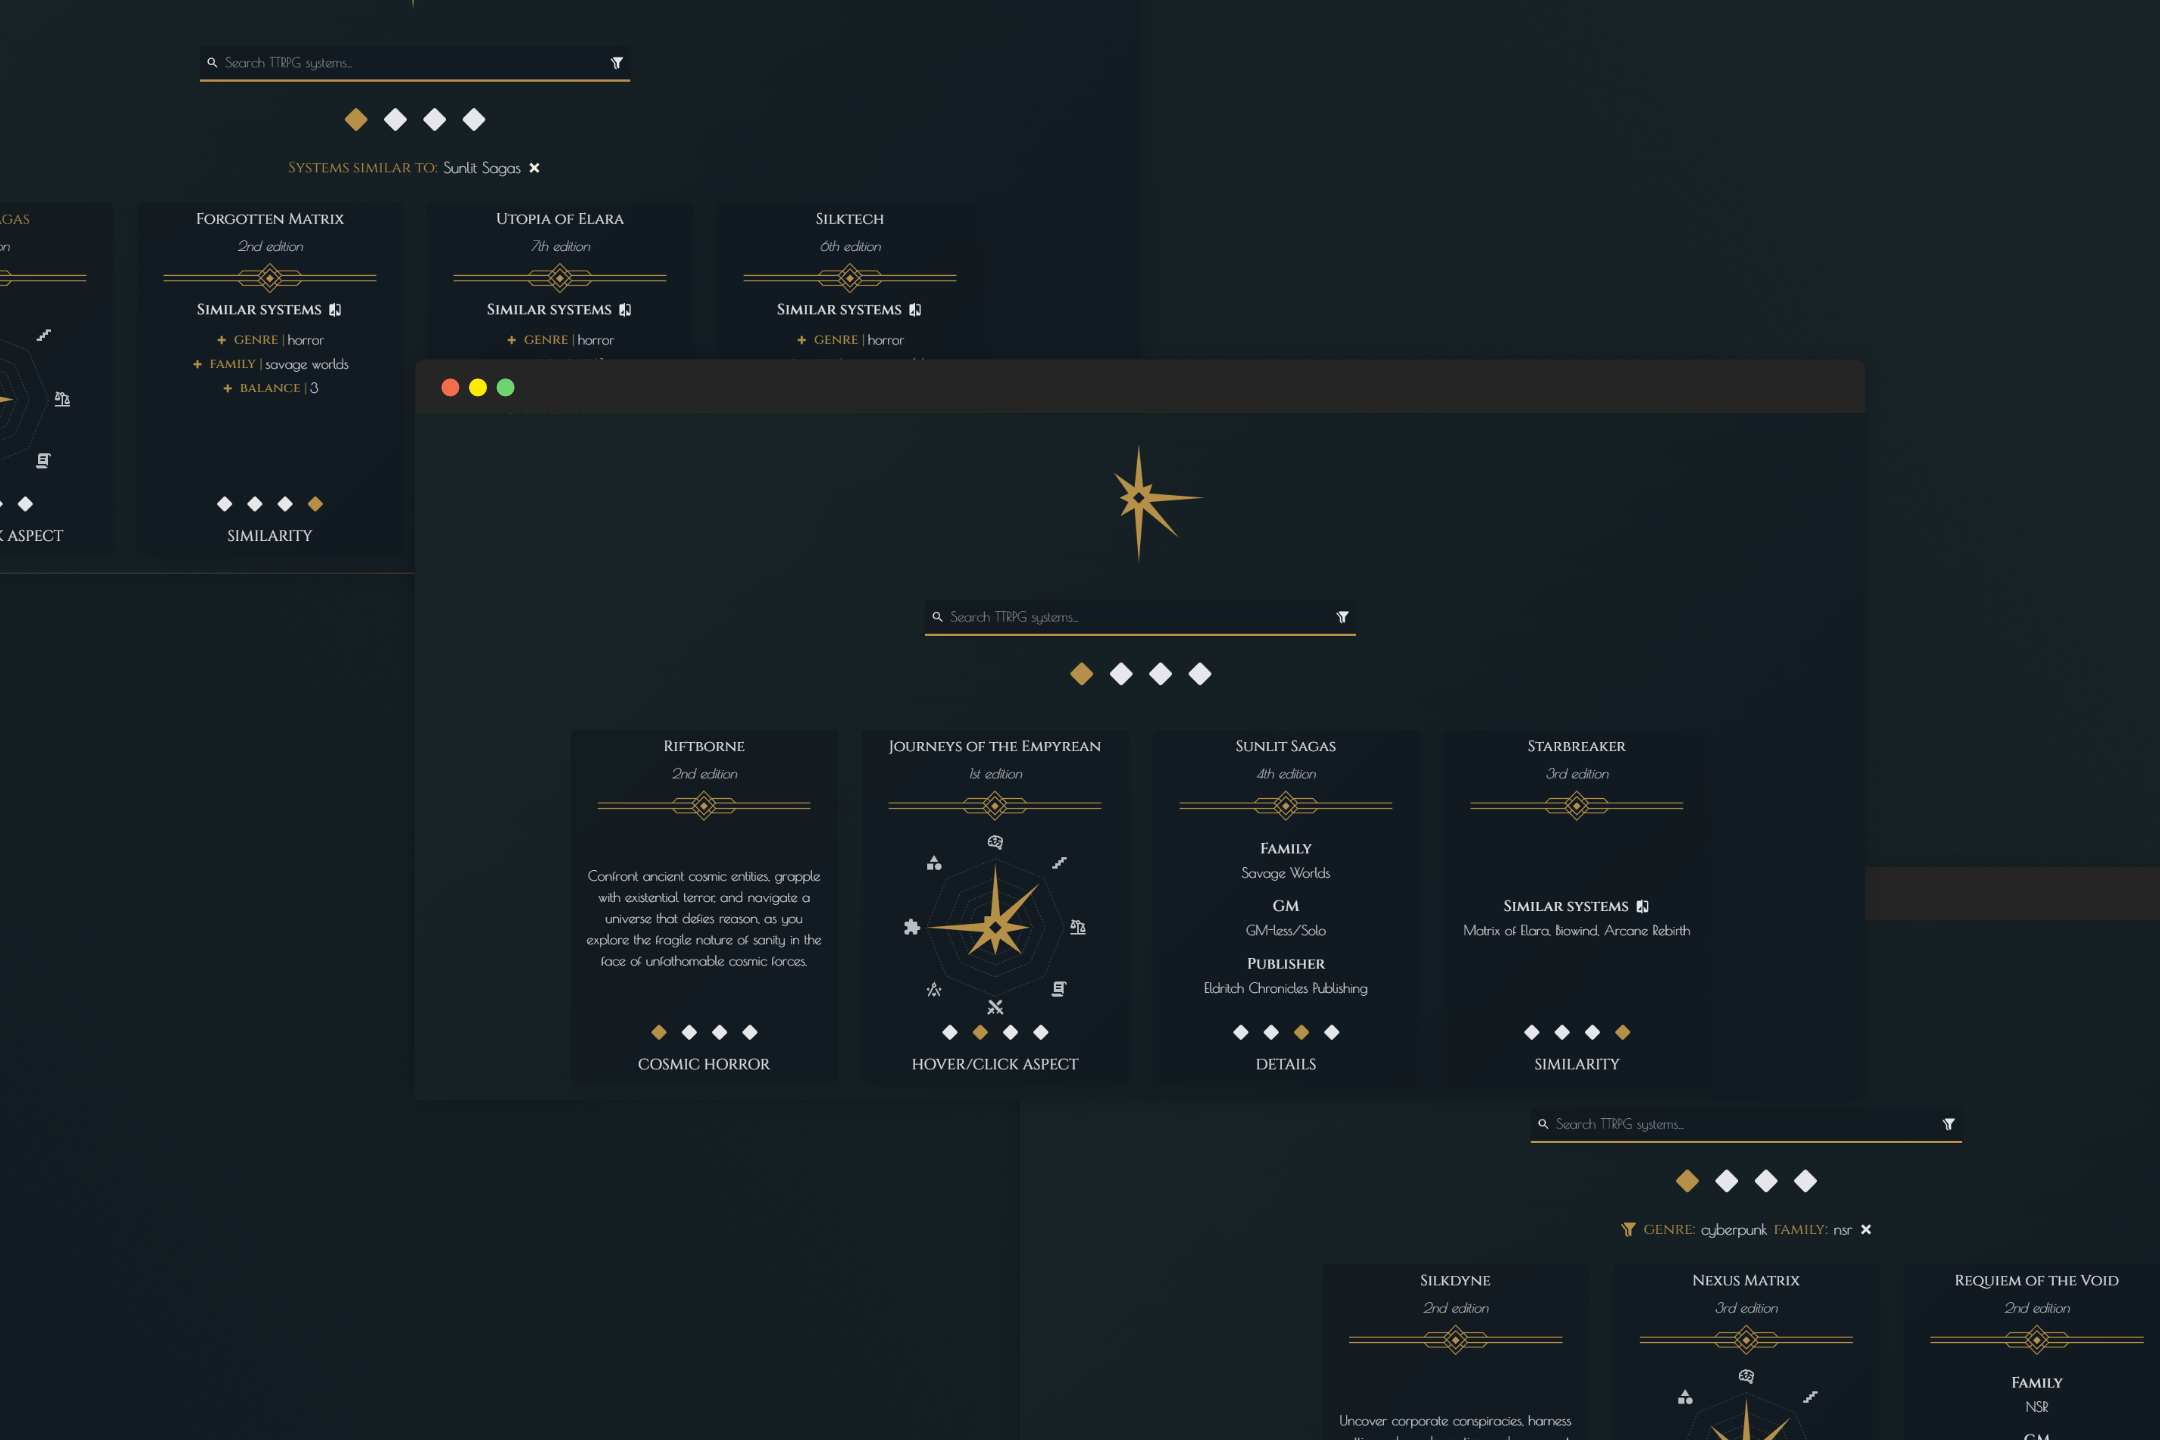 Search TTRPG systems...
SYSTEMS SIMILAR TO: Sunlit Sagas
AGAS
FORGOTTEN MATRIX
2nd edition
SIMILAR SYSTEMS
+ GENRE | horror
+ FAMILY | savage worlds
+ BALANCE | 3
SIMILARITY
UTOPIA OF ELARA
7th edition
SIMILAR SYSTEMS
+ GENRE | horror
SILKTECH
6th edition
SIMILAR SYSTEMS
+ GENRE | horror
K ASPECT
Search TTRPG systems...
RIFTBORNE
2nd edition
Confront ancient cosmic entities, grapple
with existential terror, and navigate a
universe that defies reason, as you
explore the fragile nature of sanity in the
face of unfathomable cosmic forces.
COSMIC HORROR
JOURNEYS OF THE EMPYREAN
1st edition
HOVER/CLICK ASPECT
SUNLIT SAGAS
4th edition
FAMILY
Savage Worlds
GM
GM-less/Solo
PUBLISHER
Eldritch Chronicles Publishing
DETAILS
STARBREAKER
3rd edition
SIMILAR SYSTEMS
Matrix of Elara, Biowind, Arcane Rebirth
SIMILARITY
Search TTRPG systems...
GENRE: cyberpunk FAMILY: nsr
SILKDYNE
2nd edition
Uncover corporate conspiracies, harness
NEXUS MATRIX
3rd edition
REQUIEM OF THE VOID
2nd edition
FAMILY
NSR
GM